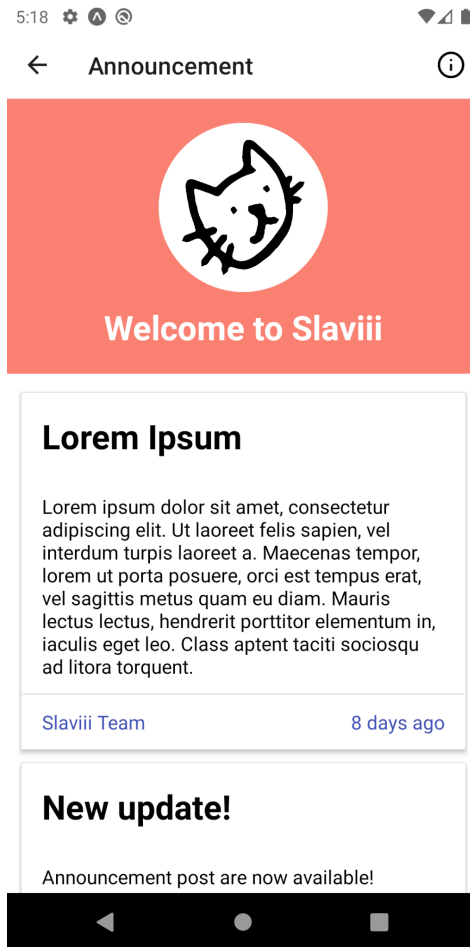 5:18
Announcement
Welcome to Slaviii
Lorem Ipsum
Lorem ipsum dolor sit amet, consectetur
adipiscing elit. Ut laoreet felis sapien, vel
interdum turpis laoreet a. Maecenas tempor,
lorem ut porta posuere, orci est tempus erat,
vel sagittis metus quam eu diam. Mauris
lectus lectus, hendrerit porttitor elementum in,
iaculis eget leo. Class aptent taciti sociosqu
ad litora torquent.
Slaviii Team 8 days ago
New update!
Announcement post are now available!